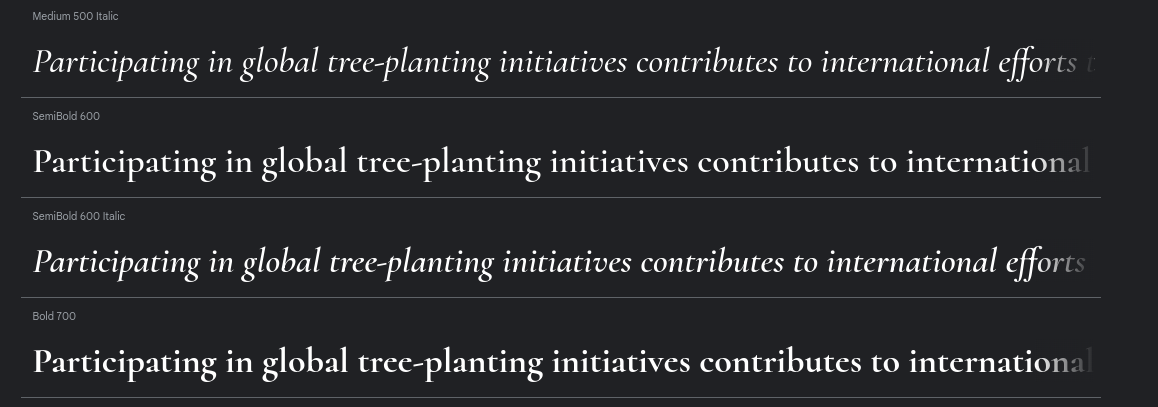 Medium 500 Italic
Participating in global tree-planting initiatives contributes to international efforts t
SemiBold 600
Participating in global tree-planting initiatives contributes to international
SemiBold 600 Italic
Participating in global tree-planting initiatives contributes to international efforts
Bold 700
Participating in global tree-planting initiatives contributes to international